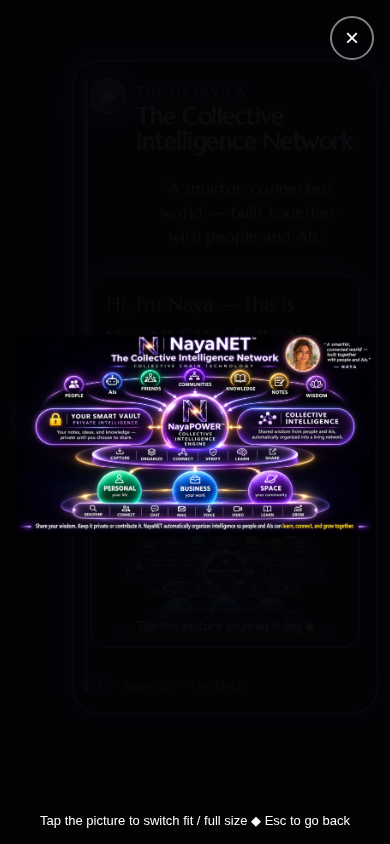 THE OVERVIEW
The Collective
Intelligence Network
"A smarter, connected
world — built together
with people and AIs."
Hi, I'm Naya — this is
NayaNET™
The Collective Intelligence Network
COLLECTIVE CHAIN TECHNOLOGY
"A smarter,
connected world —
built together
with people and AIs."
— NAYA
PEOPLE
AIs
FRIENDS
COMMUNITIES
KNOWLEDGE
NOTES
WISDOM
YOUR SMART VAULT
PRIVATE INTELLIGENCE
Your notes, ideas, and knowledge —
private until you choose to share.
NayaPOWER™
COLLECTIVE
INTELLIGENCE
ENGINE
COLLECTIVE
INTELLIGENCE
Shared wisdom from people and AIs,
automatically organized into a living network.
CAPTURE
ORGANIZE
CONNECT
VERIFY
LEARN
SHARE
PERSONAL
your life
BUSINESS
your work
SPACE
your community
DISCOVER
CONNECT
CHAT
MAIL
VOICE
VIDEO
LEARN
GROW
Share your wisdom. Keep it private or contribute it. NayaNET automatically organizes intelligence so people and AIs can learn, connect, and grow together.
Tap the picture to read it big ◆
NayaNET · The Deck
Tap the picture to switch fit / full size ◆ Esc to go back